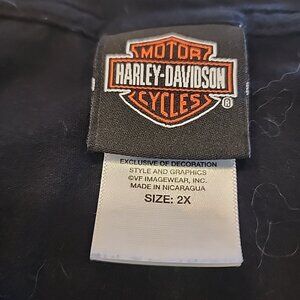 MOTOR
HARLEY-DAVIDSON
CYCLES
®
EXCLUSIVE OF DECORATION
STYLE AND GRAPHICS
©VF IMAGEWEAR, INC.
MADE IN NICARAGUA
SIZE: 2X